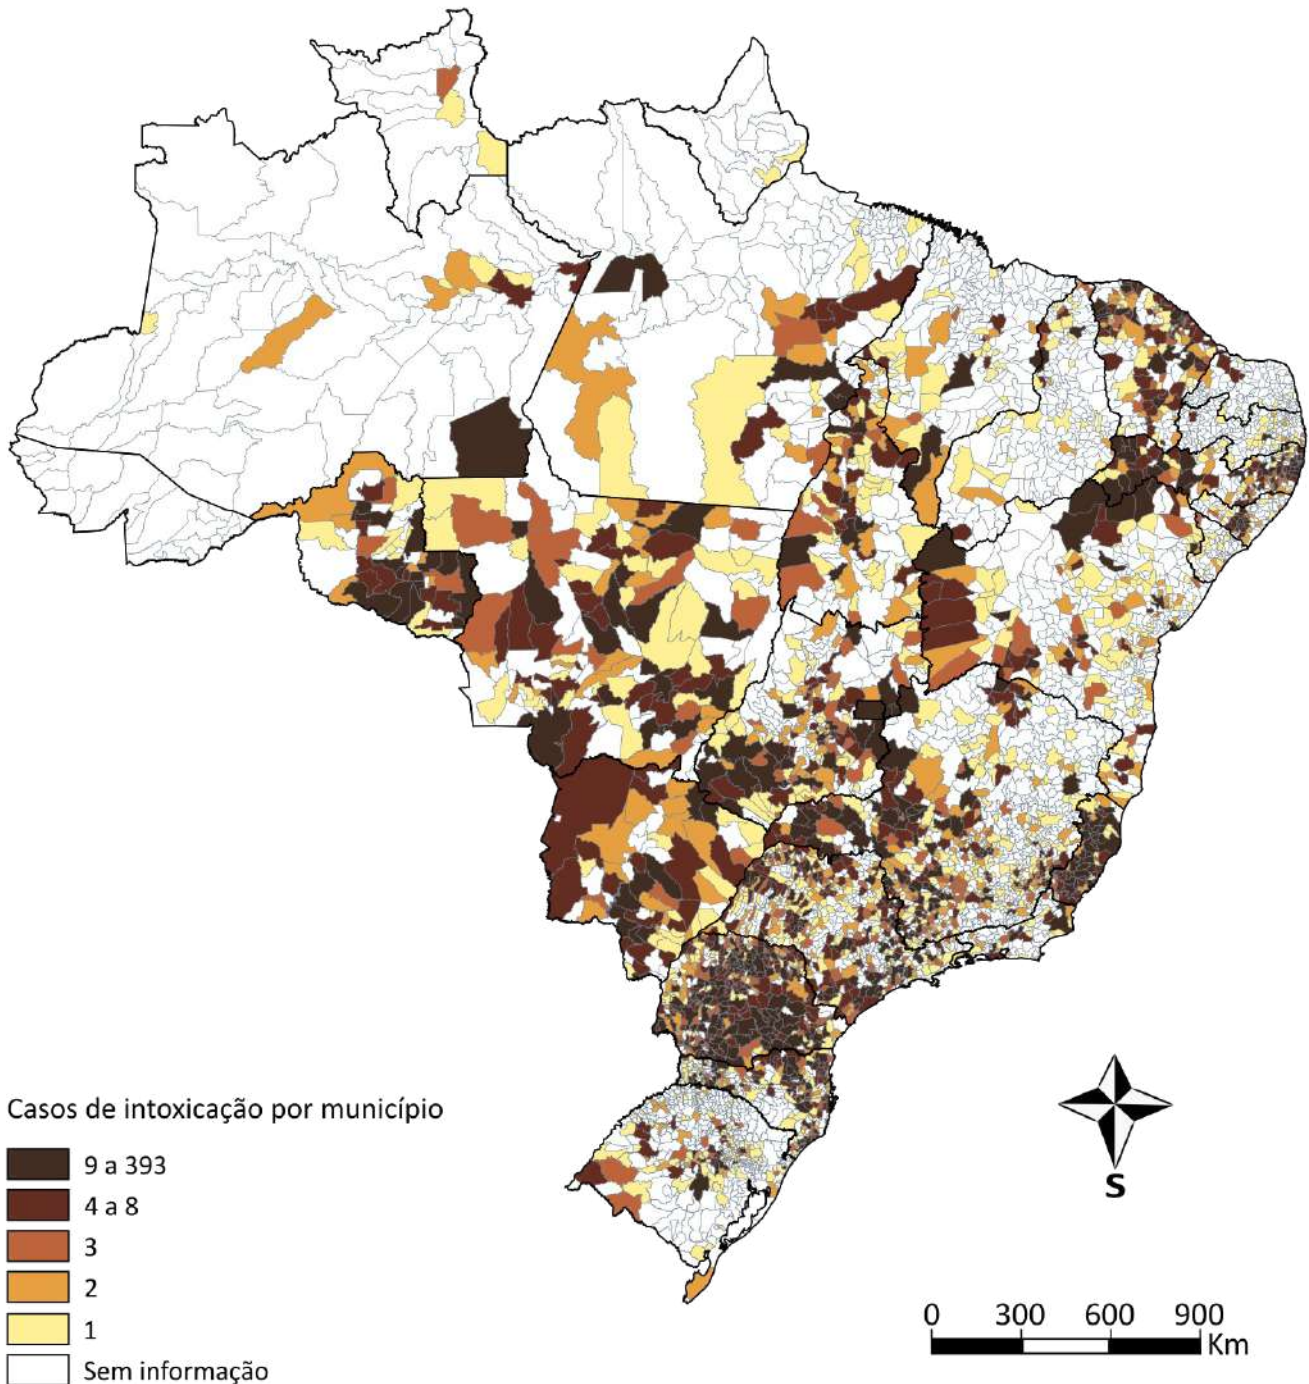 Casos de intoxicação por município
9 a 393
4 a 8
3
2
1
Sem informação
S
0 300 600 900
Km